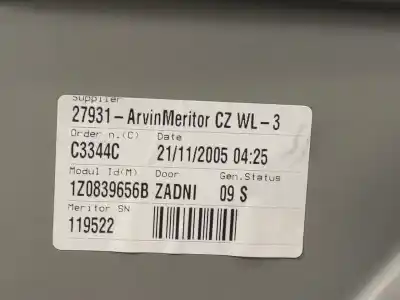 Supplier
27931-ArvinMeritor CZ WL-3
Order n.(C) Date
C3344C 21/11/2005 04:25
Modul Id(M) Door Gen.Status
1Z0839656B ZADNI 09 S
Meritor SN
119522